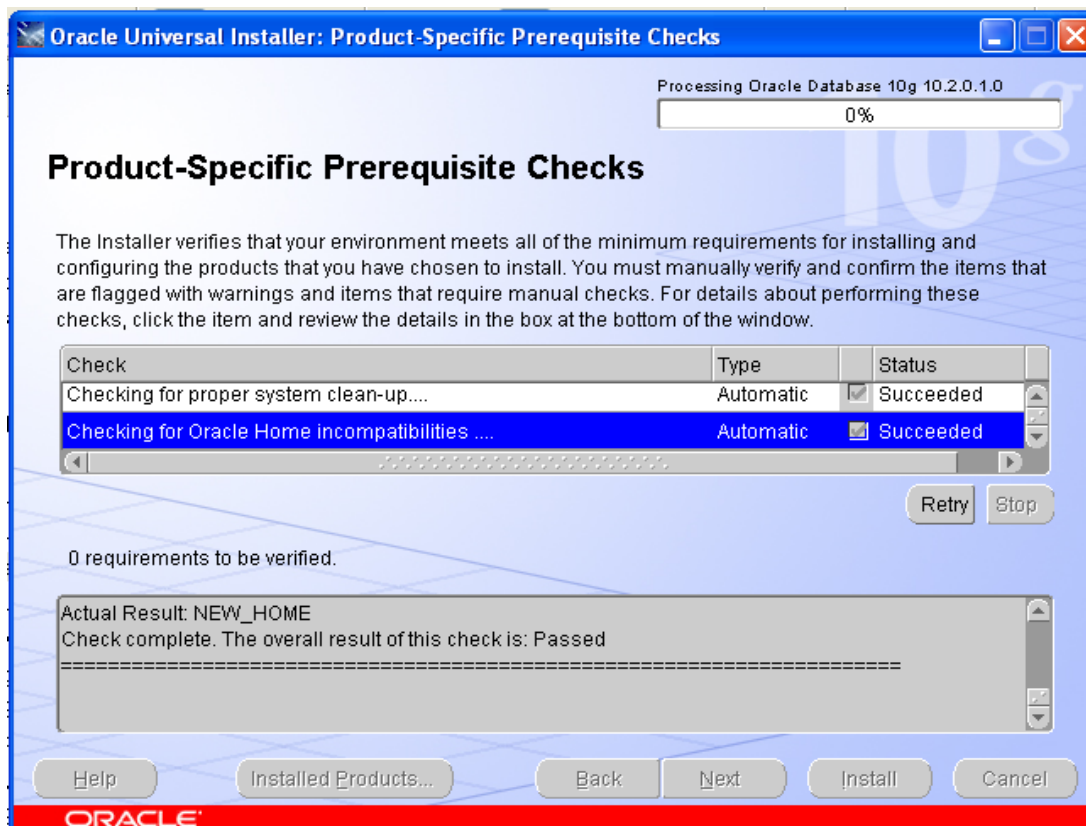 Oracle Universal Installer: Product-Specific Prerequisite Checks
Processing Oracle Database 10g 10.2.0.1.0
0%
10g
Product-Specific Prerequisite Checks
The Installer verifies that your environment meets all of the minimum requirements for installing and
configuring the products that you have chosen to install. You must manually verify and confirm the items that
are flagged with warnings and items that require manual checks. For details about performing these
checks, click the item and review the details in the box at the bottom of the window.
Check Type Status
Checking for proper system clean-up.... Automatic Succeeded
Checking for Oracle Home incompatibilities .... Automatic Succeeded
Retry Stop
0 requirements to be verified.
Actual Result: NEW_HOME
Check complete. The overall result of this check is: Passed
========================================================================
Help Installed Products... Back Next Install Cancel
ORACLE